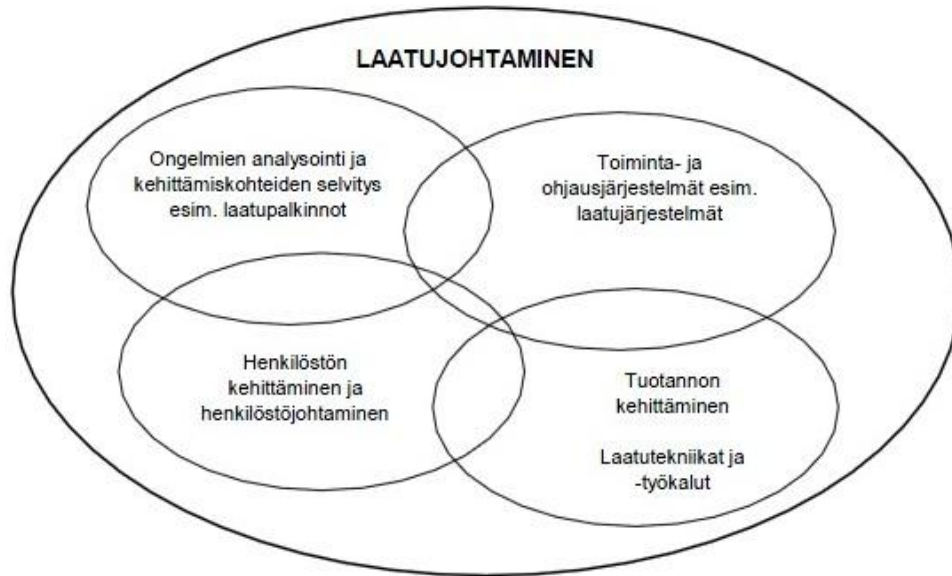 LAATUJOHTAMINEN
Ongelmien analysointi ja
kehittämiskohteiden selvitys
esim. laatupalkinnot
Toiminta- ja
ohjausjärjestelmät esim.
laatujärjestelmät
Henkilöstön
kehittäminen ja
henkilöstöjohtaminen
Tuotannon
kehittäminen
Laatutekniikat ja
-työkalut